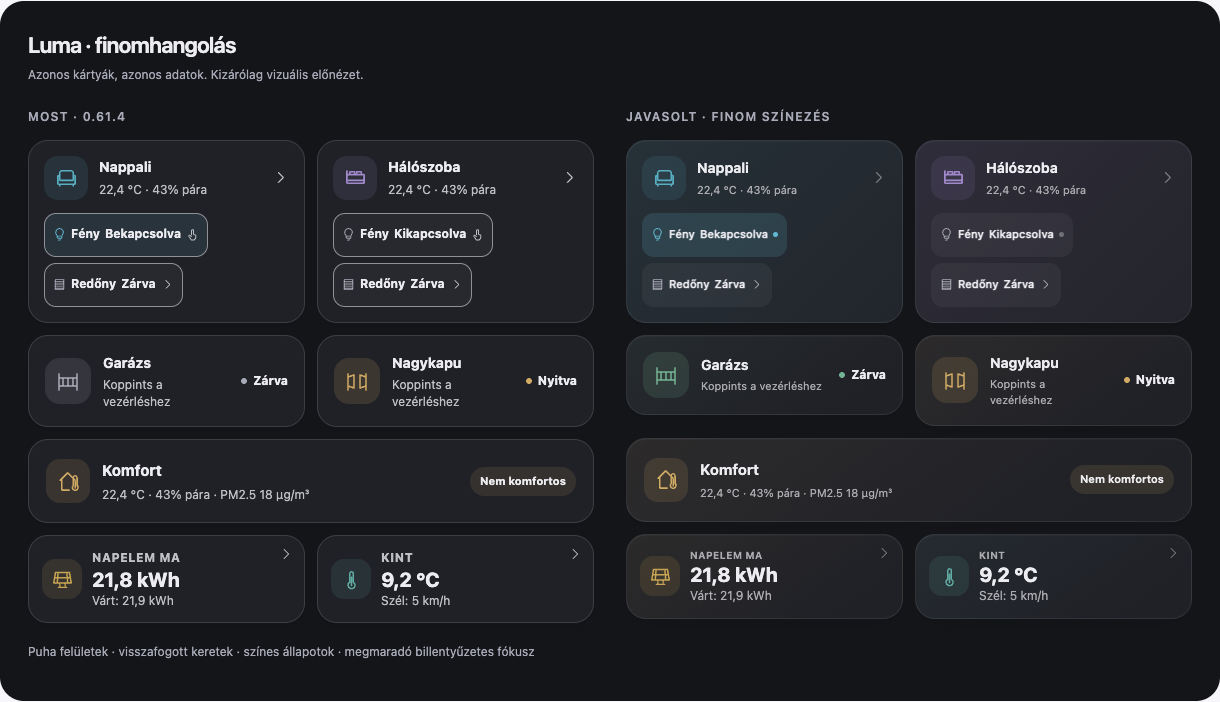 Luma · finomhangolás
Azonos kártyák, azonos adatok. Kizárólag vizuális előnézet.
MOST · 0.61.4
Nappali
22,4 °C · 43% pára
Fény Bekapcsolva
Redőny Zárva
Hálószoba
22,4 °C · 43% pára
Fény Kikapcsolva
Redőny Zárva
Garázs
Koppints a
vezérléshez
Zárva
Nagykapu
Koppints a
vezérléshez
Nyitva
Komfort
22,4 °C · 43% pára · PM2.5 18 µg/m³
Nem komfortos
NAPELEM MA
21,8 kWh
Várt: 21,9 kWh
KINT
9,2 °C
Szél: 5 km/h
JAVASOLT · FINOM SZÍNEZÉS
Nappali
22,4 °C · 43% pára
Fény Bekapcsolva
Redőny Zárva
Hálószoba
22,4 °C · 43% pára
Fény Kikapcsolva
Redőny Zárva
Garázs
Koppints a vezérléshez
Zárva
Nagykapu
Koppints a
vezérléshez
Nyitva
Komfort
22,4 °C · 43% pára · PM2.5 18 µg/m³
Nem komfortos
NAPELEM MA
21,8 kWh
Várt: 21,9 kWh
KINT
9,2 °C
Szél: 5 km/h
Puha felületek · visszafogott keretek · színes állapotok · megmaradó billentyűzetes fókusz